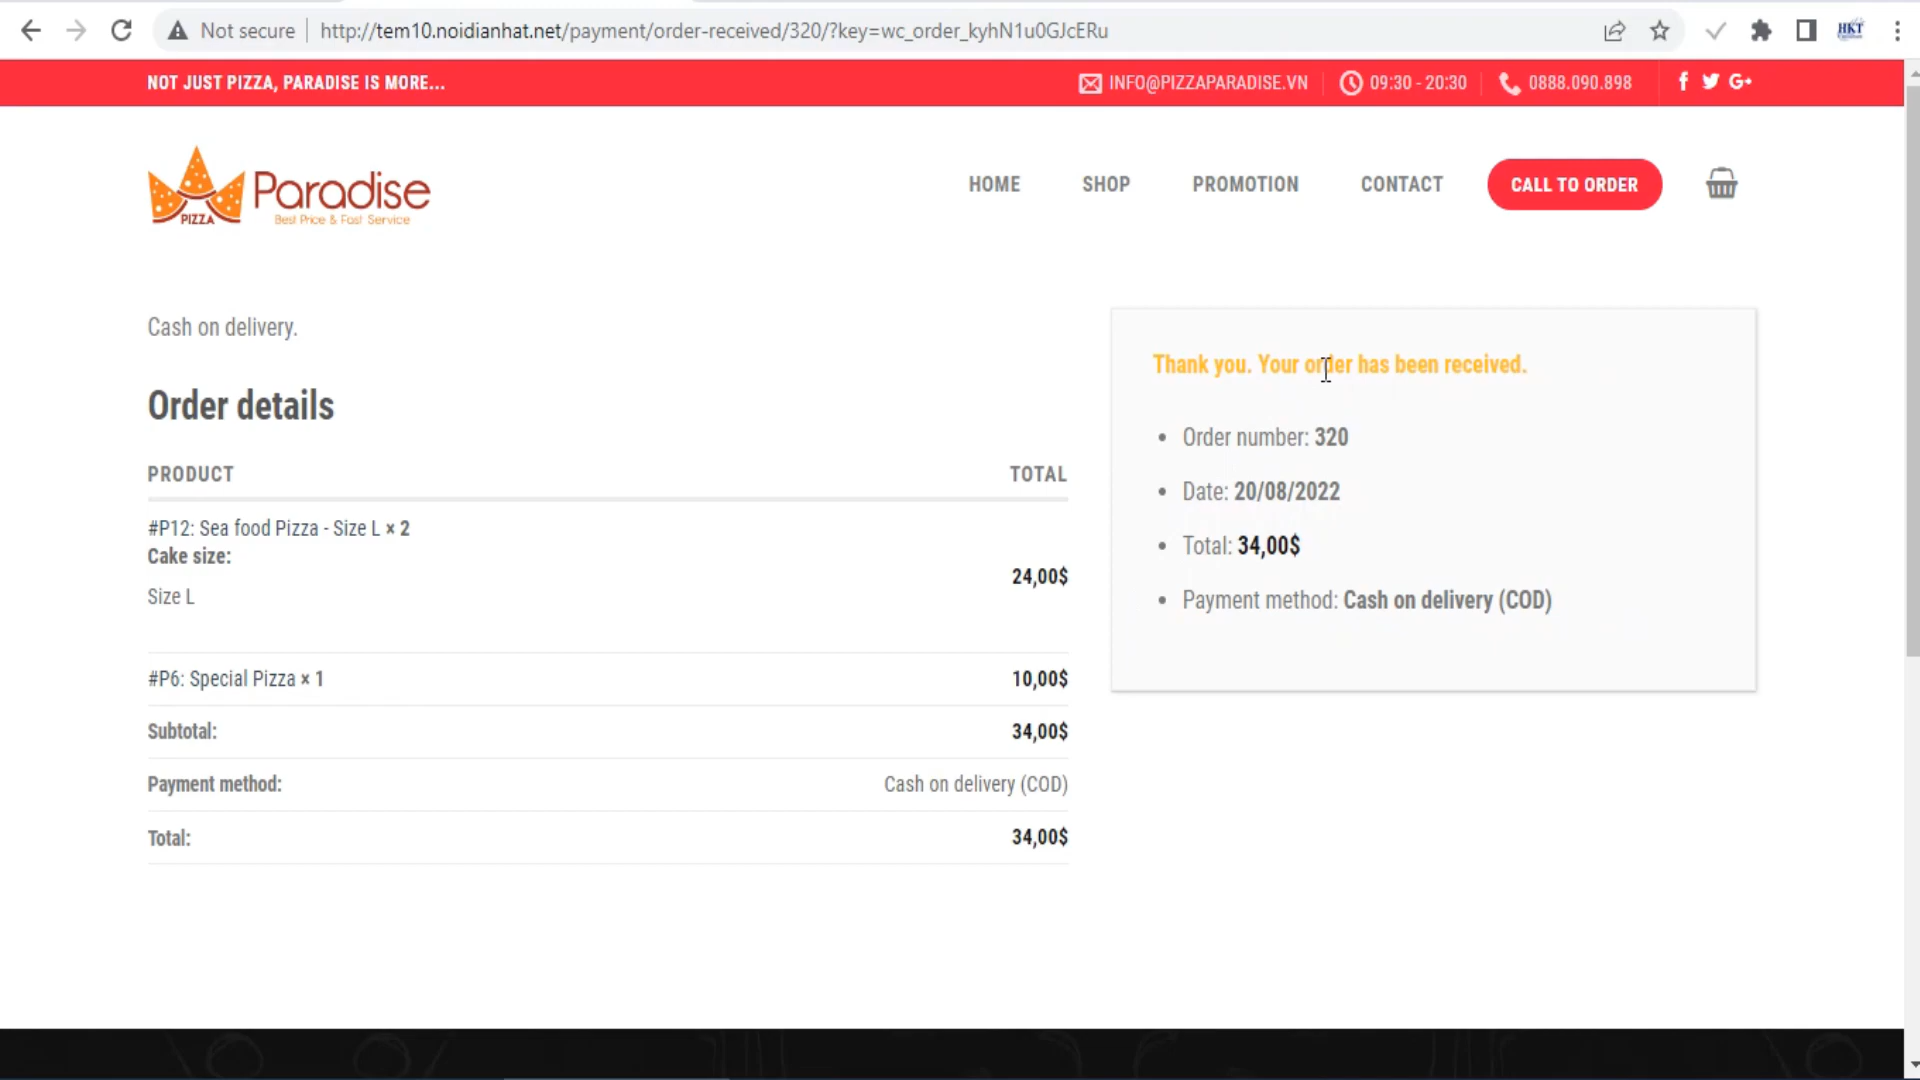 Not secure
http://tem10.noidianhat.net/payment/order-received/320/?key=wc_order_kyhN1u0GJcERu
HKT
NOT JUST PIZZA, PARADISE IS MORE...
INFO@PIZZAPARADISE.VN
09:30 - 20:30
0888.090.898
PIZZA
Paradise
Best Price & Fast Service
HOME
SHOP
PROMOTION
CONTACT
CALL TO ORDER
Cash on delivery.
Order details
PRODUCT TOTAL
#P12: Sea food Pizza - Size L × 2
Cake size:
Size L
24,00$
#P6: Special Pizza × 1 10,00$
Subtotal: 34,00$
Payment method: Cash on delivery (COD)
Total: 34,00$
Thank you. Your order has been received.
Order number: 320
Date: 20/08/2022
Total: 34,00$
Payment method: Cash on delivery (COD)